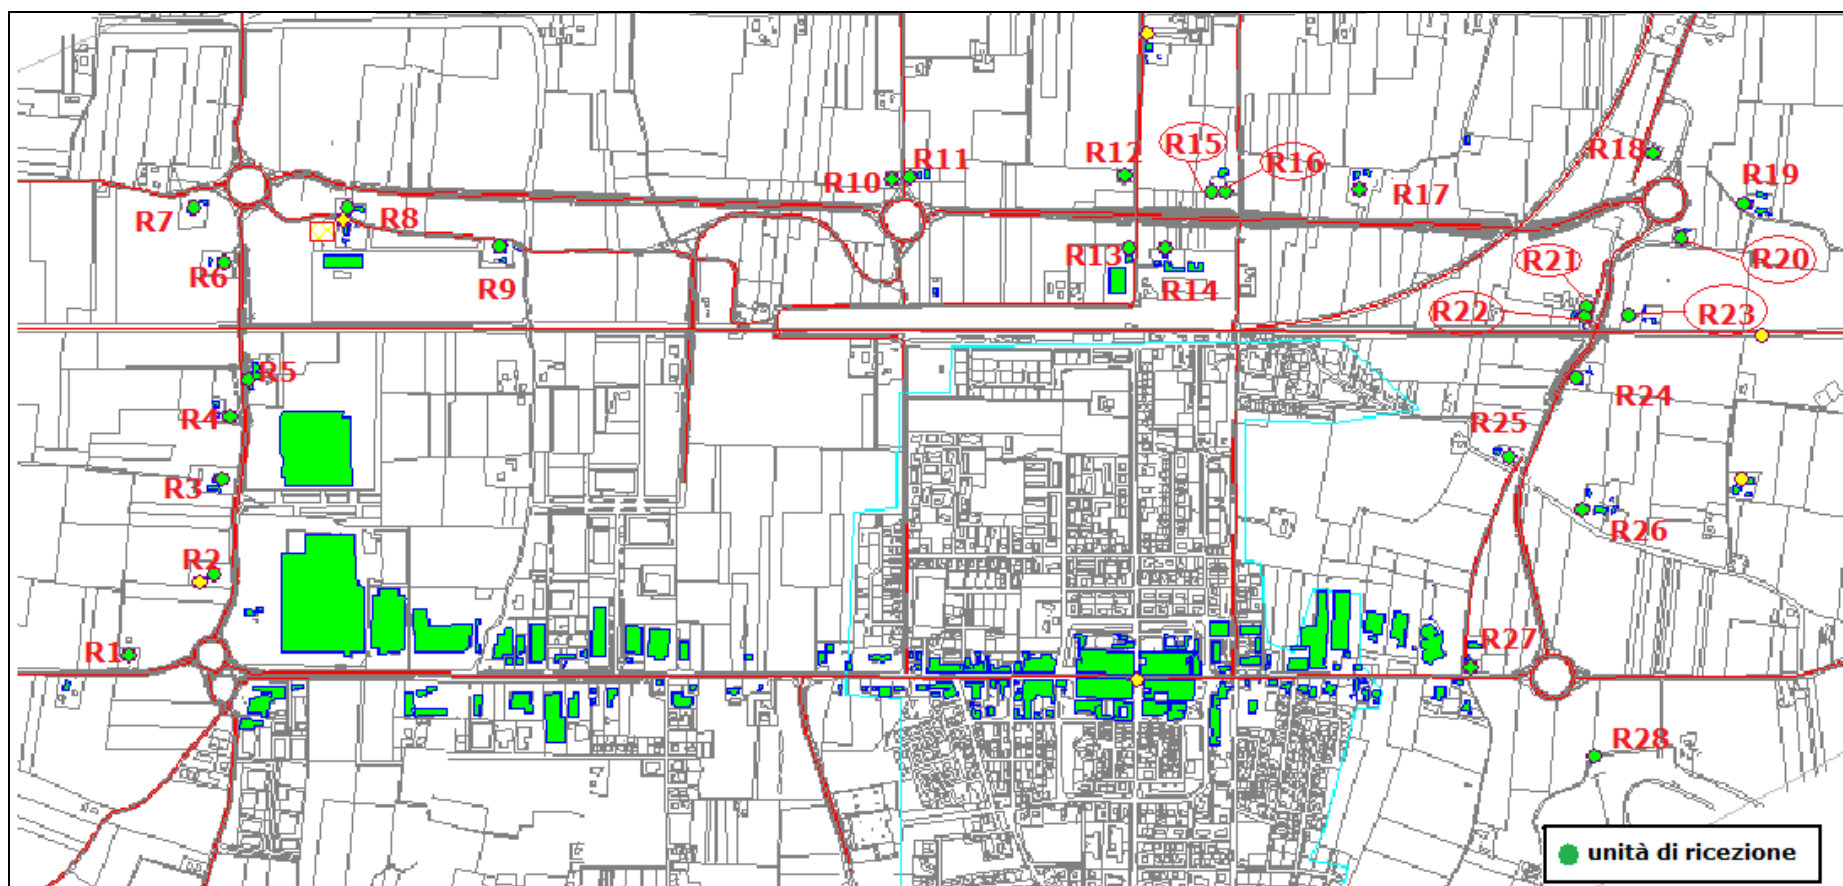 R18
R15
R11
R12
R16
R10
R19
R17
R7
R8
R13
R21
R20
R6
R9
R14
R22
R23
R5
R24
R4
R25
R3
R26
R2
R1
R27
R28
unità di ricezione